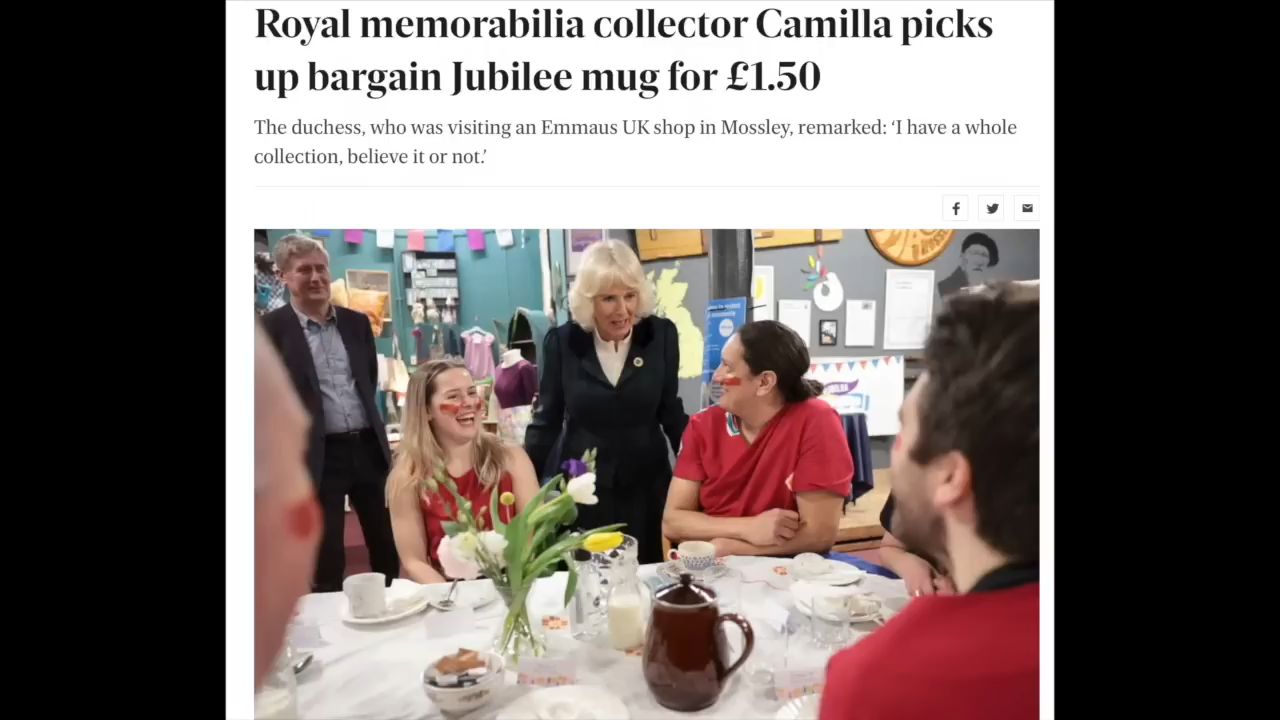 Royal memorabilia collector Camilla picks
up bargain Jubilee mug for £1.50
The duchess, who was visiting an Emmaus UK shop in Mossley, remarked: ‘I have a whole
collection, believe it or not.’